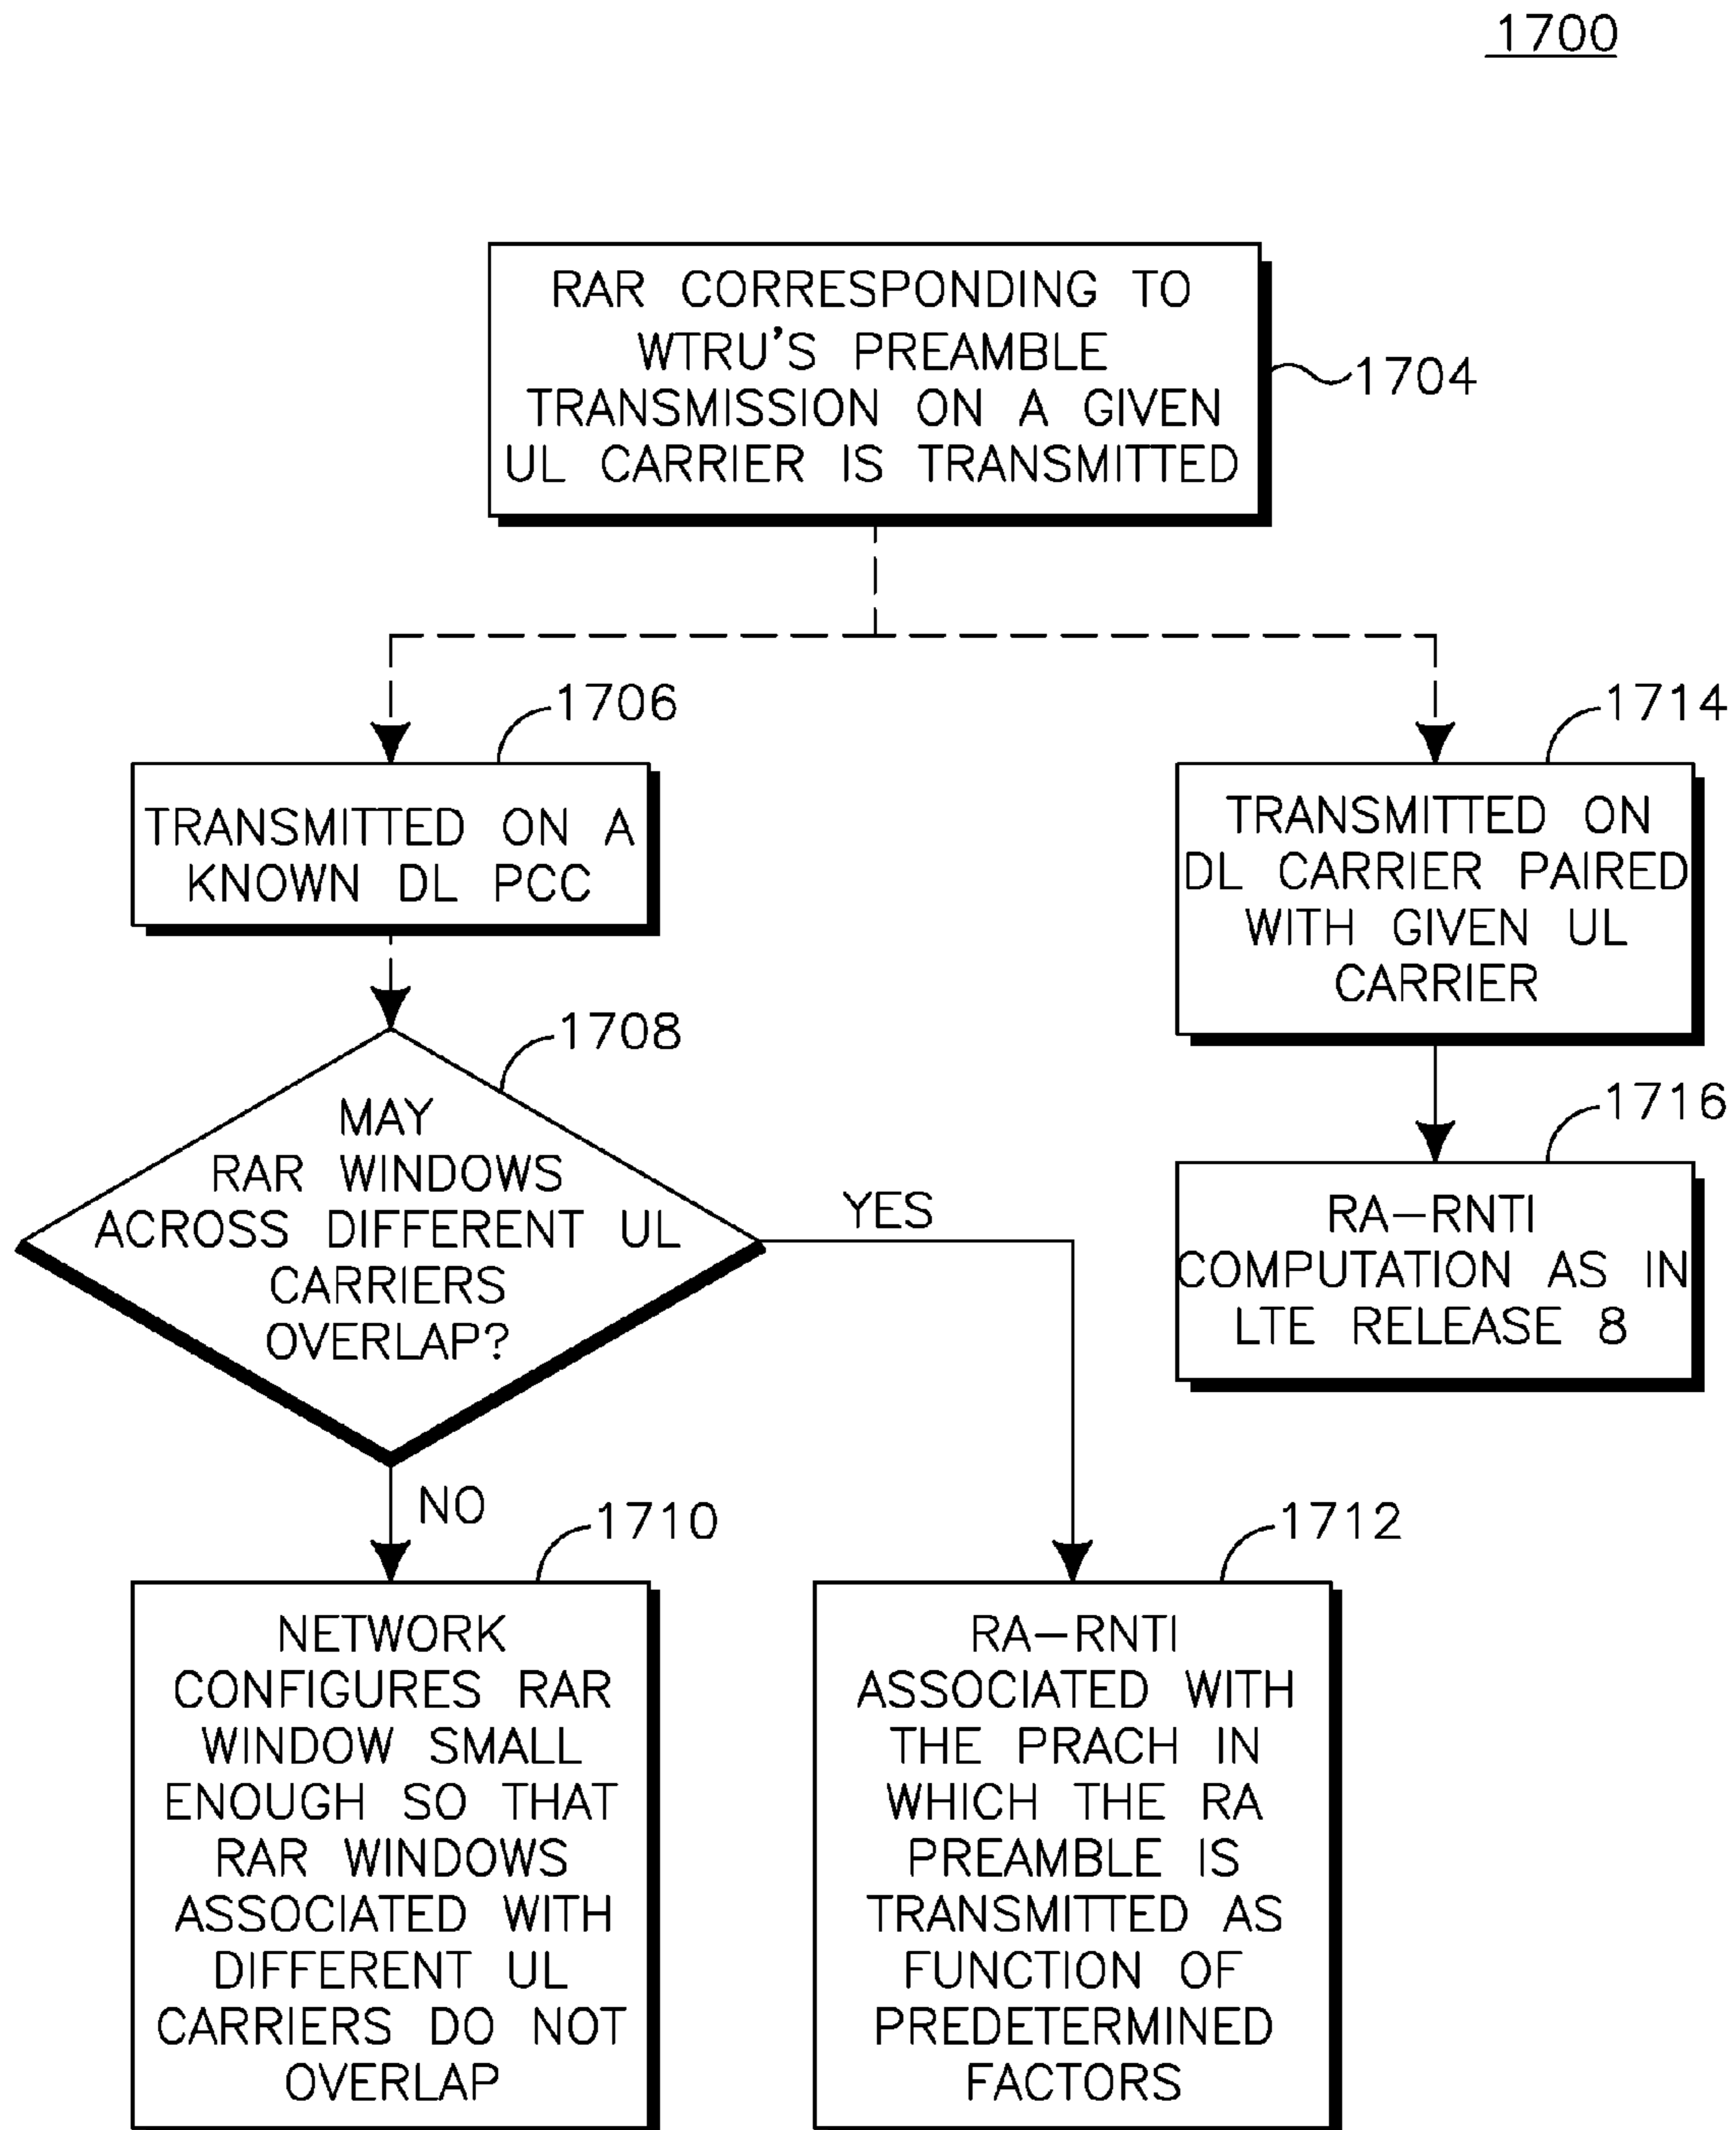 1700
RAR CORRESPONDING TO
WTRU'S PREAMBLE
TRANSMISSION ON A GIVEN
UL CARRIER IS TRANSMITTED
1704
1706
TRANSMITTED ON A
KNOWN DL PCC
1714
TRANSMITTED ON
DL CARRIER PAIRED
WITH GIVEN UL
CARRIER
1708
MAY
RAR WINDOWS
ACROSS DIFFERENT UL
CARRIERS
OVERLAP?
YES
NO
1716
RA-RNTI
COMPUTATION AS IN
LTE RELEASE 8
1710
NETWORK
CONFIGURES RAR
WINDOW SMALL
ENOUGH SO THAT
RAR WINDOWS
ASSOCIATED WITH
DIFFERENT UL
CARRIERS DO NOT
OVERLAP
1712
RA-RNTI
ASSOCIATED WITH
THE PRACH IN
WHICH THE RA
PREAMBLE IS
TRANSMITTED AS
FUNCTION OF
PREDETERMINED
FACTORS